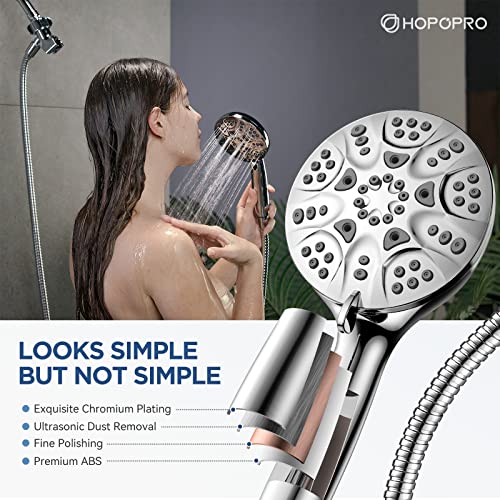 HOPOPRO
LOOKS SIMPLE
BUT NOT SIMPLE
Exquisite Chromium Plating
Ultrasonic Dust Removal
Fine Polishing
Premium ABS